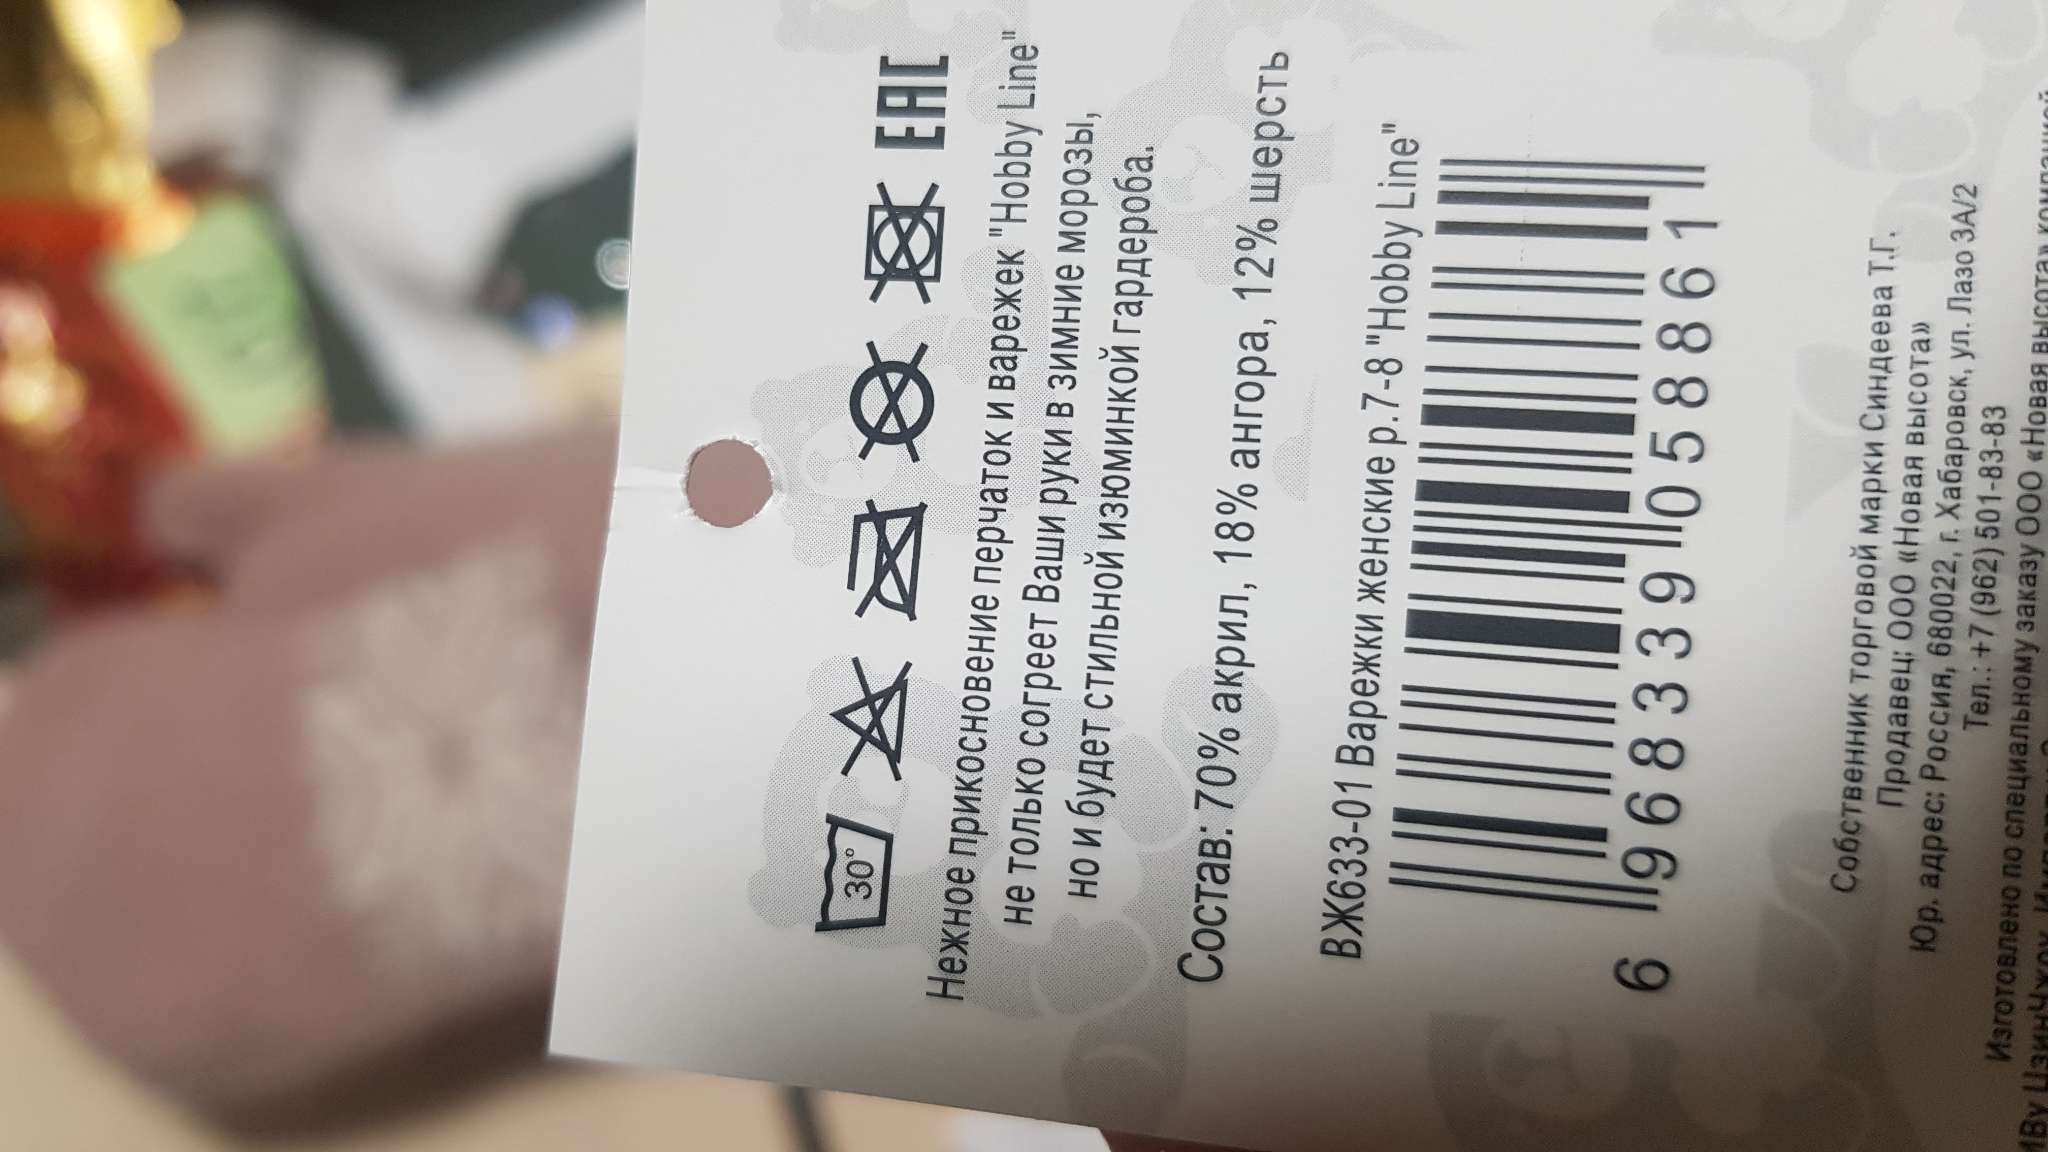 30° EAC
Нежное прикосновение перчаток и варежек "Hobby Line"
не только согреет Ваши руки в зимние морозы,
но и будет стильной изюминкой гардероба.
Состав: 70% акрил, 18% ангора, 12% шерсть
ВЖ633-01 Варежки женские р.7-8 "Hobby Line"
6 968339 058861
Собственник торговой марки Синдеева Т.Г.
Продавец: ООО «Новая высота»
Юр. адрес: Россия, 680022, г. Хабаровск, ул. Лазо 3А/2
Тел.: +7 (962) 501-83-83
Изготовлено по специальному заказу ООО «Новая высота» компанией